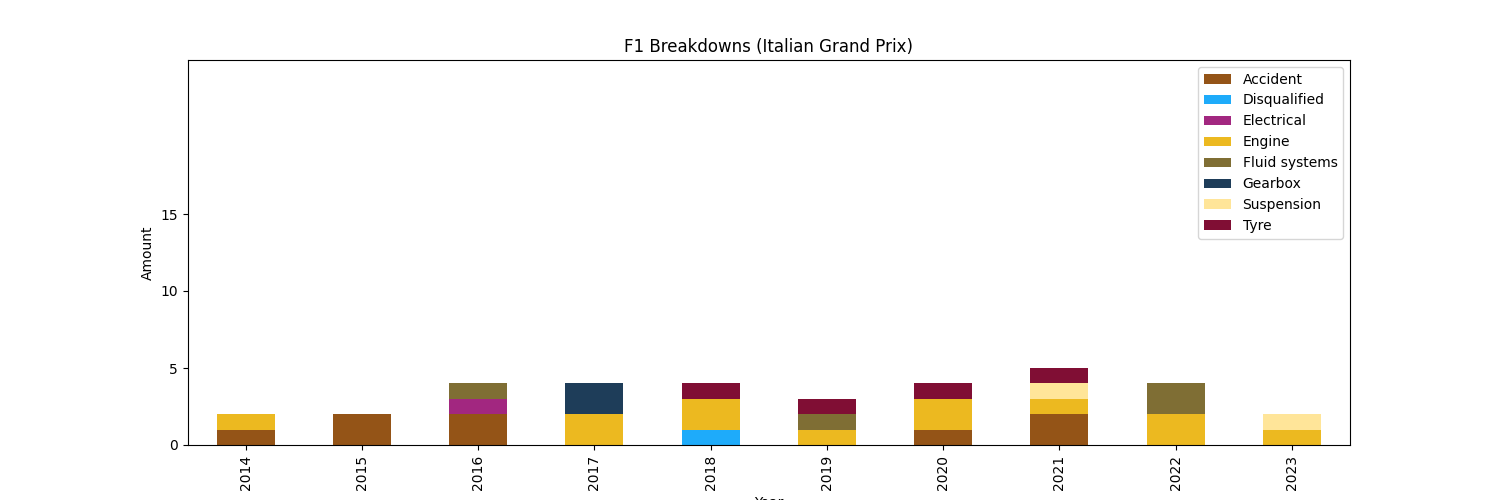 F1 Breakdowns (Italian Grand Prix)
Accident
Disqualified
Electrical
Engine
Fluid systems
Gearbox
Suspension
Tyre
Amount
15
10
5
0
2014
2015
2016
2017
2018
2019
2020
2021
2022
2023
Year